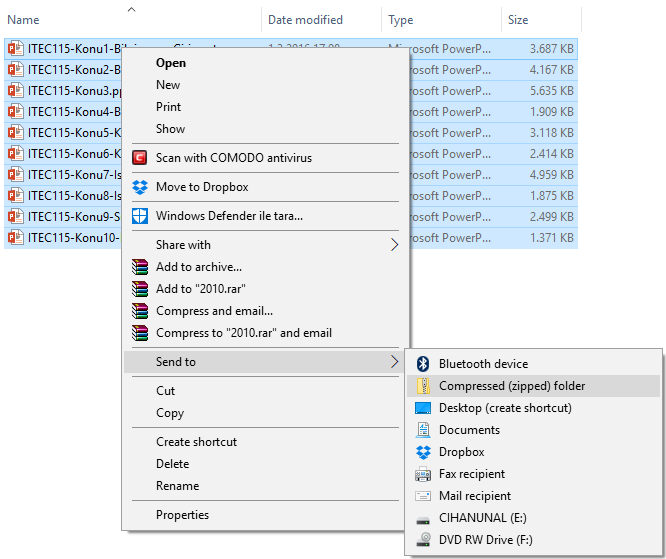 Name Date modified Type Size
ITEC115-Konu1- 1.2.2016 17:00 Microsoft PowerP... 3.687 KB
ITEC115-Konu2-B rosoft PowerP... 4.167 KB
ITEC115-Konu3.pp rosoft PowerP... 5.635 KB
ITEC115-Konu4-B rosoft PowerP... 1.909 KB
ITEC115-Konu5-K rosoft PowerP... 3.118 KB
ITEC115-Konu6-K rosoft PowerP... 2.414 KB
ITEC115-Konu7-Is rosoft PowerP... 4.959 KB
ITEC115-Konu8-Is rosoft PowerP... 1.875 KB
ITEC115-Konu9-S rosoft PowerP... 2.499 KB
ITEC115-Konu10- rosoft PowerP... 1.371 KB
Open
New
Print
Show
Scan with COMODO antivirus
Move to Dropbox
Windows Defender ile tara...
Share with
Add to archive...
Add to "2010.rar"
Compress and email...
Compress to "2010.rar" and email
Send to
Cut
Copy
Create shortcut
Delete
Rename
Properties
Bluetooth device
Compressed (zipped) folder
Desktop (create shortcut)
Documents
Dropbox
Fax recipient
Mail recipient
CIHANUNAL (E:)
DVD RW Drive (F:)